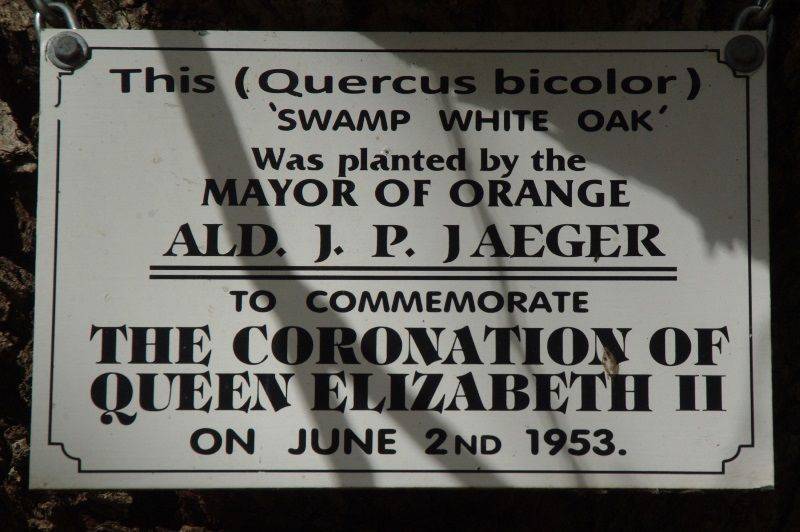 This (Quercus bicolor)
'SWAMP WHITE OAK'
Was planted by the
MAYOR OF ORANGE
ALD. J. P. JAEGER
TO COMMEMORATE
THE CORONATION OF
QUEEN ELIZABETH II
ON JUNE 2ND 1953.